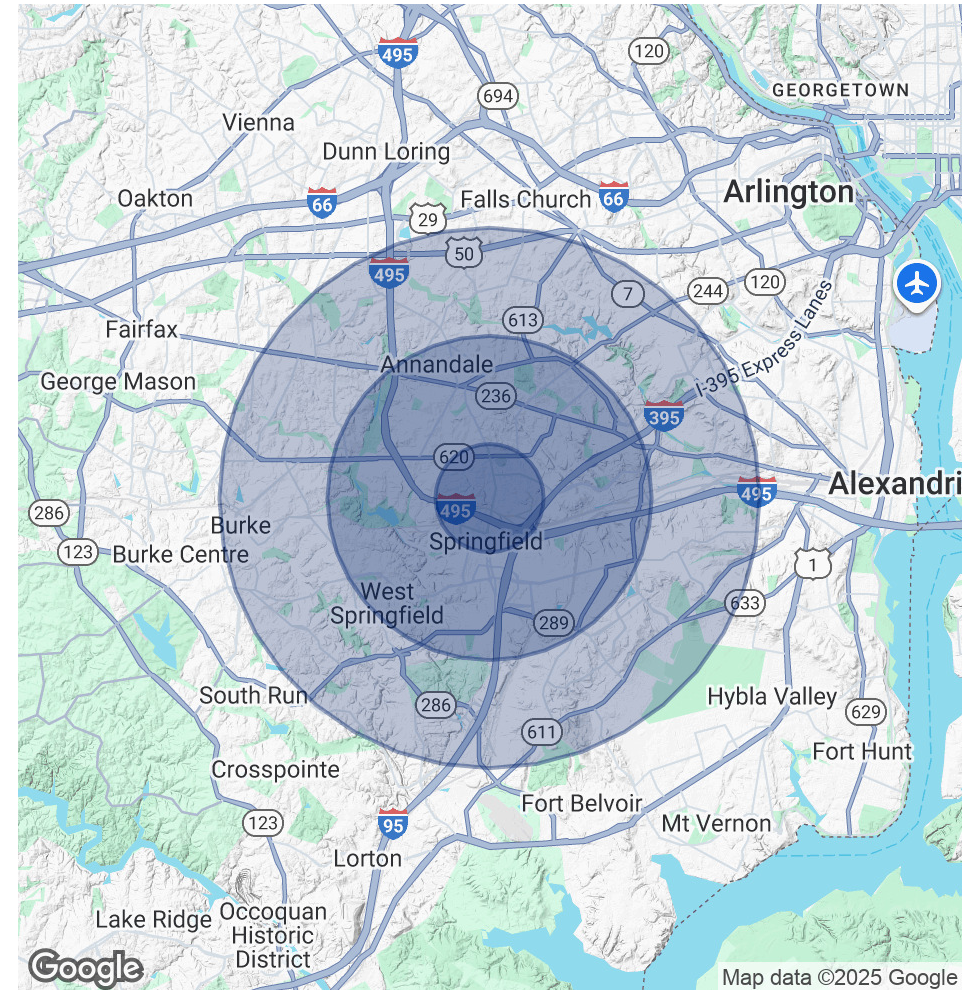 495
120
694
GEORGETOWN
Vienna
Dunn Loring
Arlington
Oakton
66
Falls Church
66
29
50
495
120
244
7
613
Fairfax
I-395 Express Lanes
Annandale
George Mason
236
395
620
Alexandri
495
495
286
Burke
Springfield
123
Burke Centre
1
West
Springfield
633
289
South Run
Hybla Valley
286
629
611
Fort Hunt
Crosspointe
Fort Belvoir
123
95
Mt Vernon
Lorton
Lake Ridge
Occoquan
Historic
District
Google
Map data ©2025 Google